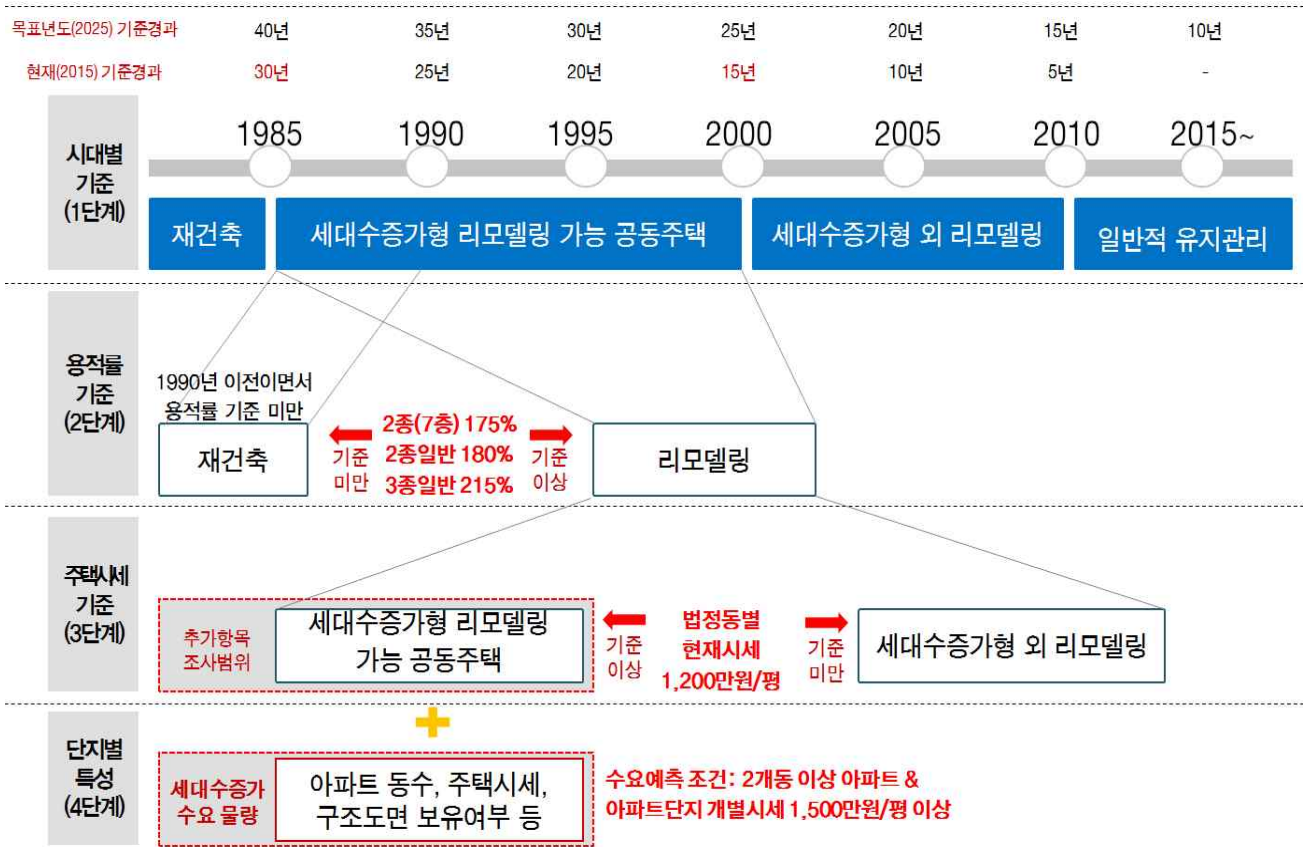 목표년도(2025) 기준경과 40년 35년 30년 25년 20년 15년 10년
현재(2015) 기준경과 30년 25년 20년 15년 10년 5년 -
시대별
기준
(1단계)
1985 1990 1995 2000 2005 2010 2015~
재건축 세대수증가형 리모델링 가능 공동주택 세대수증가형 외 리모델링 일반적 유지관리
용적률
기준
(2단계)
1990년 이전이면서
용적률 기준 미만
재건축
기준
미만
2종(7층) 175%
2종일반 180%
3종일반 215%
기준
이상
리모델링
주택시세
기준
(3단계)
추가항목
조사범위
세대수증가형 리모델링
가능 공동주택
기준
이상
법정동별
현재시세
1,200만원/평
기준
미만
세대수증가형 외 리모델링
단지별
특성
(4단계)
세대수증가
수요 물량
아파트 동수, 주택시세,
구조도면 보유여부 등
수요예측 조건: 2개동 이상 아파트 &
아파트단지 개별시세 1,500만원/평 이상